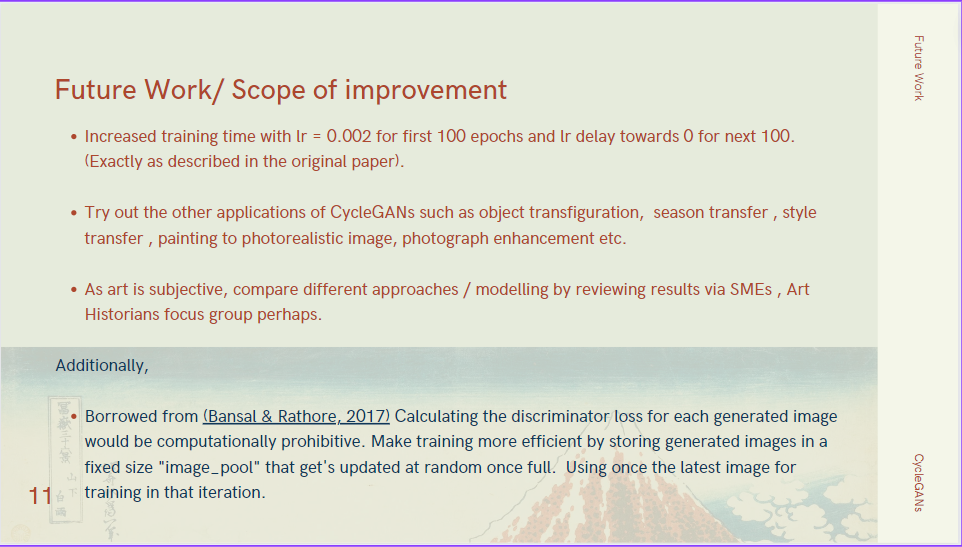 Future Work
Future Work/ Scope of improvement
• Increased training time with lr = 0.002 for first 100 epochs and lr delay towards 0 for next 100.
(Exactly as described in the original paper).
• Try out the other applications of CycleGANs such as object transfiguration,  season transfer , style
transfer , painting to photorealistic image, photograph enhancement etc.
• As art is subjective, compare different approaches / modelling by reviewing results via SMEs , Art
Historians focus group perhaps.
Additionally,
• Borrowed from (Bansal & Rathore, 2017) Calculating the discriminator loss for each generated image
would be computationally prohibitive. Make training more efficient by storing generated images in a
fixed size "image_pool" that get's updated at random once full.  Using once the latest image for
training in that iteration.
11
CycleGANs